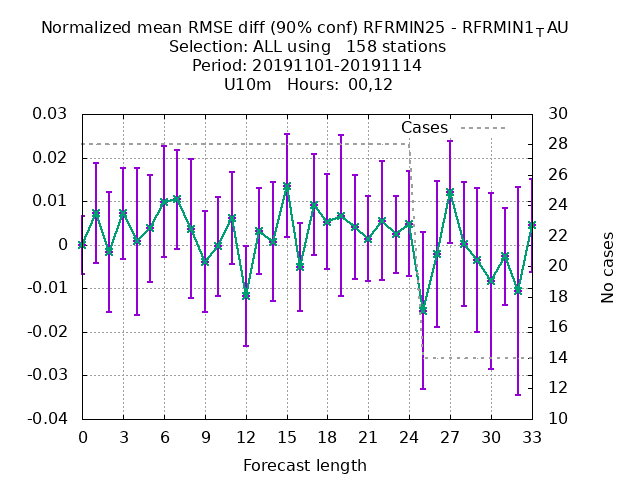 Normalized mean RMSE diff (90% conf) RFRMIN25 - RFRMIN1_TAU
Selection: ALL using   158 stations
Period: 20191101-20191114
U10m   Hours:  00,12
Cases
0.03
0.02
0.01
0
-0.01
-0.02
-0.03
-0.04
30
28
26
24
22
20
18
16
14
12
10
No cases
0 3 6 9 12 15 18 21 24 27 30 33
Forecast length